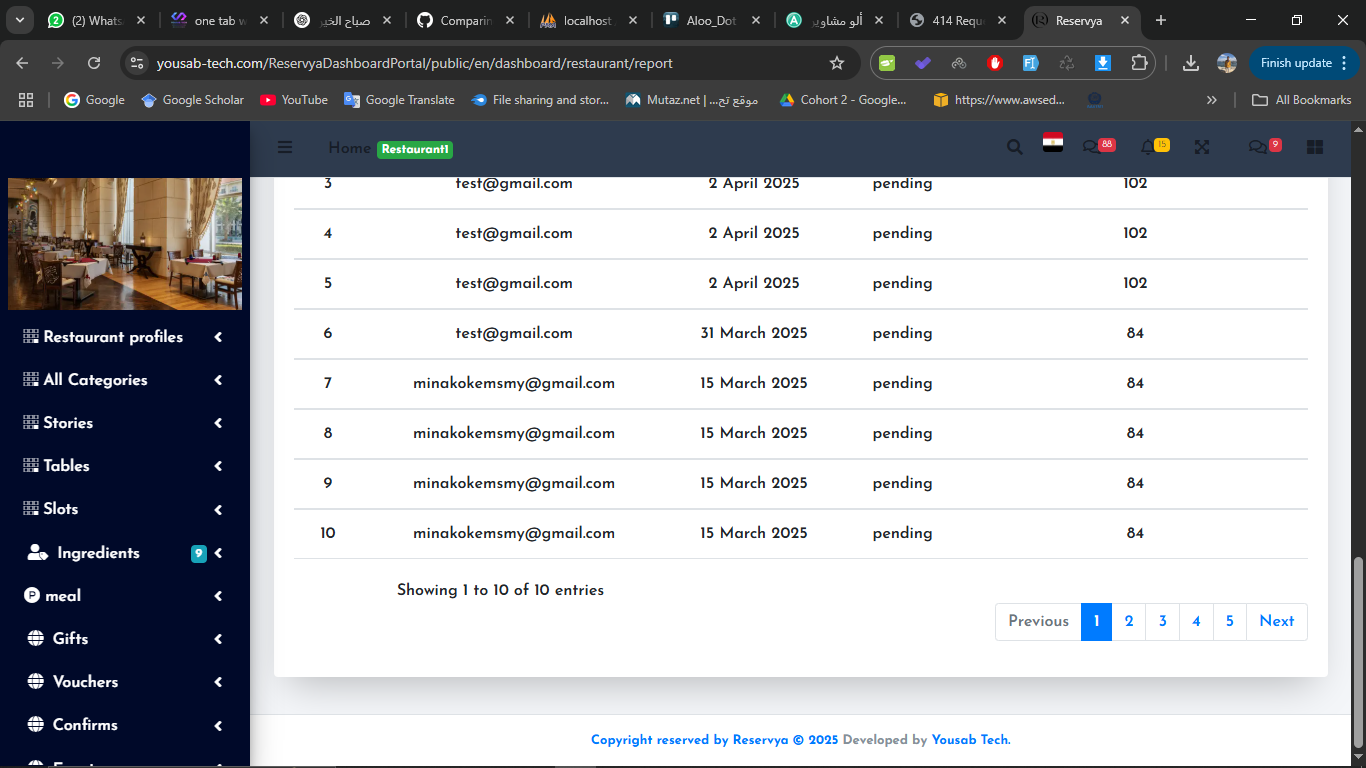 (2) Whats
one tab w
صباح الخير
Comparin
localhost
Aloo_Dot
ألو مشاوير
414 Requ
Reservya
yousab-tech.com/ReservyaDashboardPortal/public/en/dashboard/restaurant/report
Finish update
Google
Google Scholar
YouTube
Google Translate
File sharing and stor...
موقع تج...| Mutaz.net
Cohort 2 - Google...
https://www.awsed...
All Bookmarks
Home Restaurant1
88
15
9
3 test@gmail.com 2 April 2025 pending 102
4 test@gmail.com 2 April 2025 pending 102
5 test@gmail.com 2 April 2025 pending 102
6 test@gmail.com 31 March 2025 pending 84
7 minakokemsmy@gmail.com 15 March 2025 pending 84
8 minakokemsmy@gmail.com 15 March 2025 pending 84
9 minakokemsmy@gmail.com 15 March 2025 pending 84
10 minakokemsmy@gmail.com 15 March 2025 pending 84
Showing 1 to 10 of 10 entries
Previous 1 2 3 4 5 Next
Restaurant profiles
All Categories
Stories
Tables
Slots
Ingredients 9
meal
Gifts
Vouchers
Confirms
Copyright reserved by Reservya © 2025 Developed by Yousab Tech.